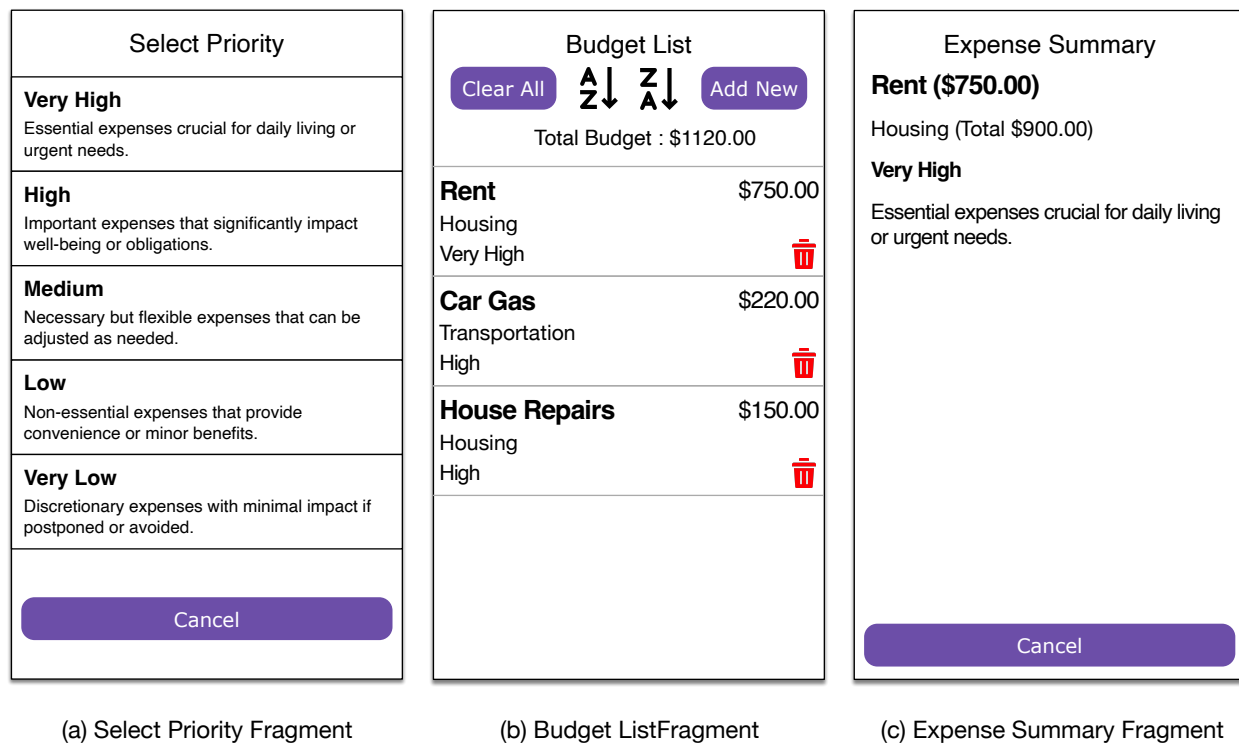 Select Priority
Very High
Essential expenses crucial for daily living or
urgent needs.
High
Important expenses that significantly impact
well-being or obligations.
Medium
Necessary but flexible expenses that can be
adjusted as needed.
Low
Non-essential expenses that provide
convenience or minor benefits.
Very Low
Discretionary expenses with minimal impact if
postponed or avoided.
Cancel
(a) Select Priority Fragment
Budget List
Clear All A Z Z A Add New
Total Budget : $1120.00
Rent $750.00
Housing
Very High
Car Gas $220.00
Transportation
High
House Repairs $150.00
Housing
High
(b) Budget ListFragment
Expense Summary
Rent ($750.00)
Housing (Total $900.00)
Very High
Essential expenses crucial for daily living
or urgent needs.
Cancel
(c) Expense Summary Fragment